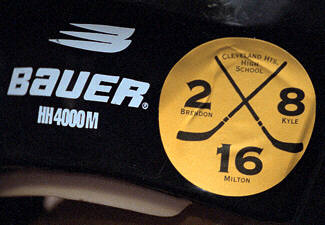 BAUER®
HH4000M
CLEVELAND HTS.
HIGH
SCHOOL
2
BRENDON
8
KYLE
16
MILTON